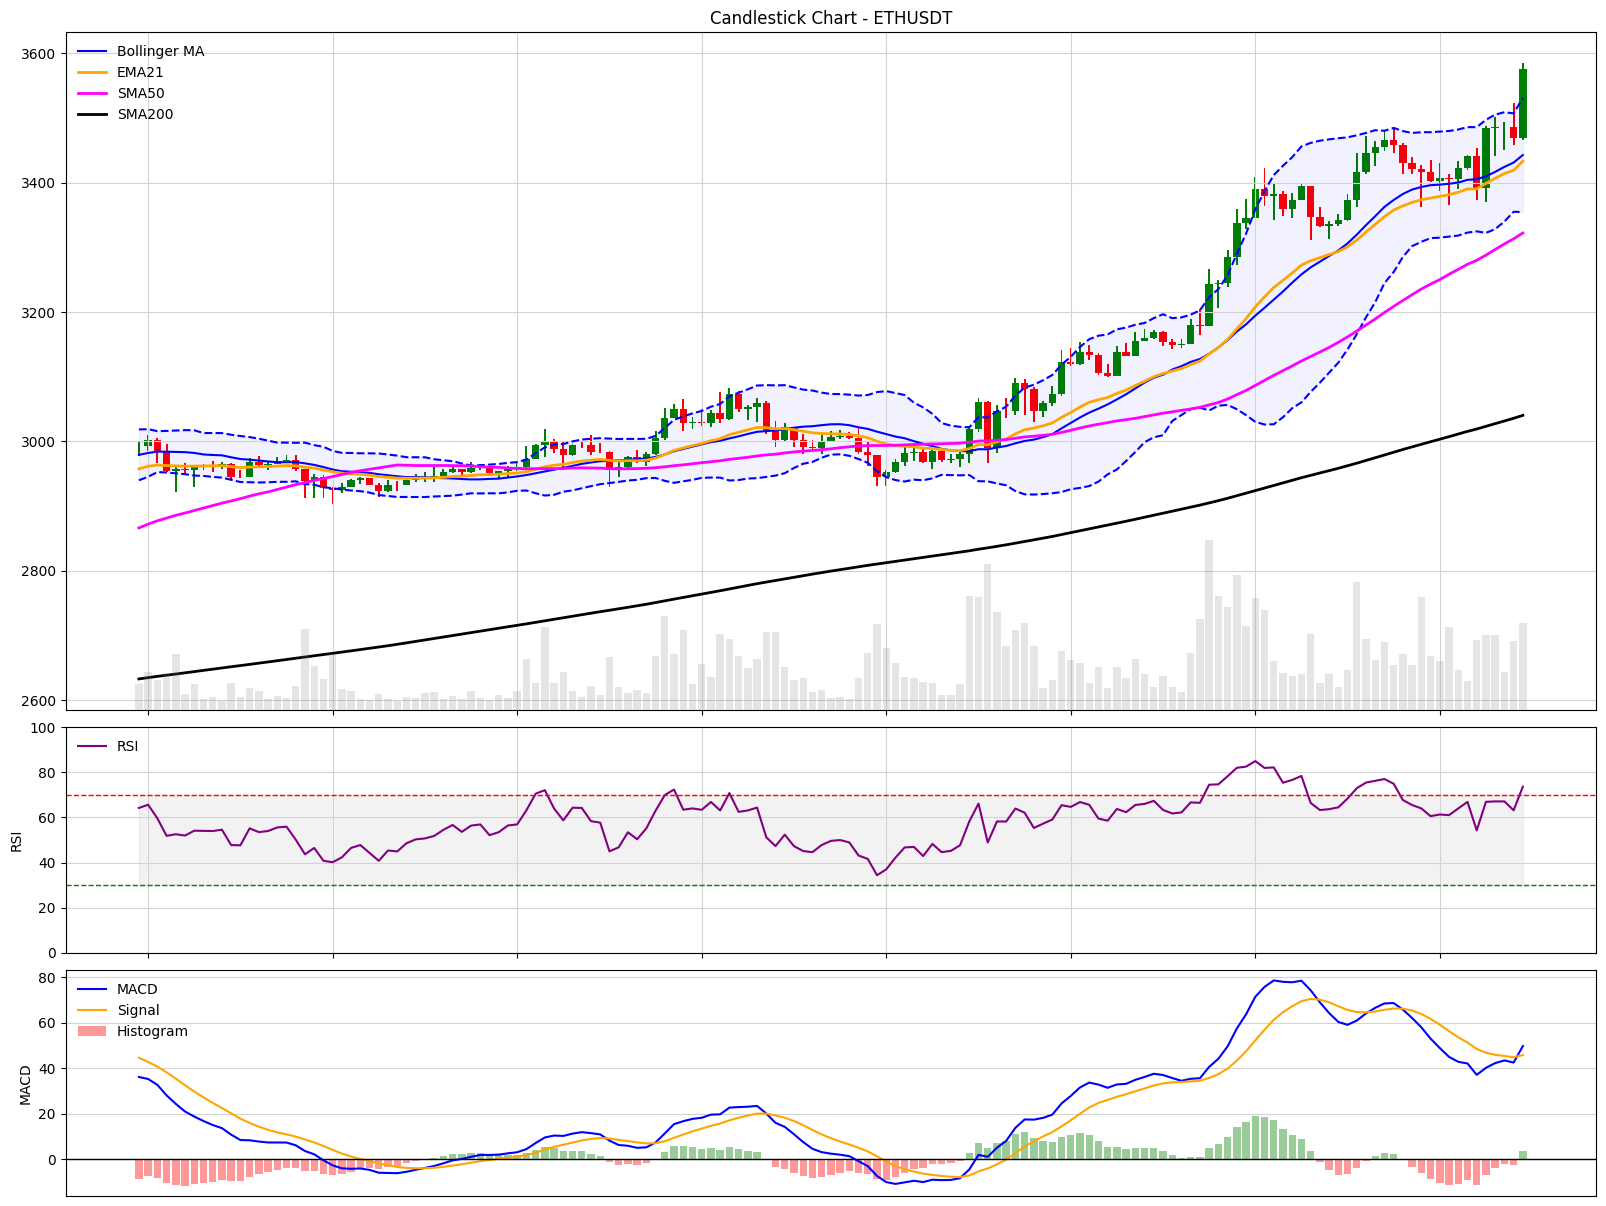 Candlestick Chart - ETHUSDT
3600
3400
3200
3000
2800
2600
Bollinger MA
EMA21
SMA50
SMA200
100
80
60
40
20
0
RSI
RSI
80
60
40
20
0
MACD
MACD
Signal
Histogram